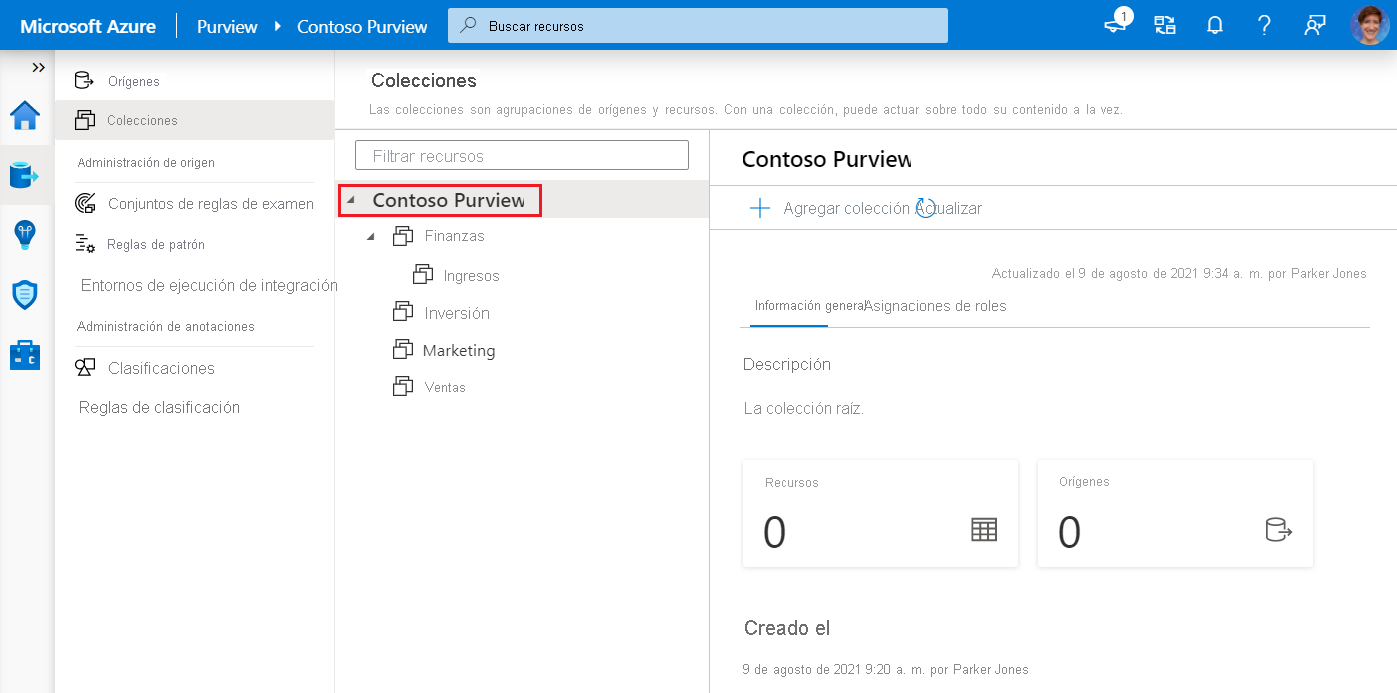 Microsoft Azure Purview Contoso Purview Buscar recursos 1
Orígenes
Colecciones
Administración de origen
Conjuntos de reglas de examen
Reglas de patrón
Entornos de ejecución de integración
Administración de anotaciones
Clasificaciones
Reglas de clasificación
Colecciones
Las colecciones son agrupaciones de orígenes y recursos. Con una colección, puede actuar sobre todo su contenido a la vez.
Filtrar recursos
Contoso Purview
Finanzas
Ingresos
Inversión
Marketing
Ventas
Contoso Purview
Agregar colección Actualizar
Actualizado el 9 de agosto de 2021 9:34 a. m. por Parker Jones
Información general Asignaciones de roles
Descripción
La colección raíz.
Recursos
0
Orígenes
0
Creado el
9 de agosto de 2021 9:20 a. m. por Parker Jones